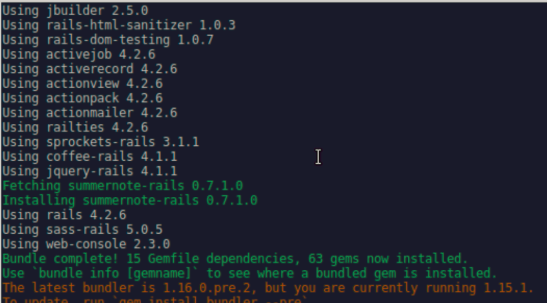 Using jbuilder 2.5.0
Using rails-html-sanitizer 1.0.3
Using rails-dom-testing 1.0.7
Using activejob 4.2.6
Using activerecord 4.2.6
Using actionview 4.2.6
Using actionpack 4.2.6
Using actionmailer 4.2.6
Using railties 4.2.6
Using sprockets-rails 3.1.1
Using coffee-rails 4.1.1
Using jquery-rails 4.1.1
Fetching summernote-rails 0.7.1.0
Installing summernote-rails 0.7.1.0
Using rails 4.2.6
Using sass-rails 5.0.5
Using web-console 2.3.0
Bundle complete! 15 Gemfile dependencies, 63 gems now installed.
Use `bundle info [gemname]` to see where a bundled gem is installed.
The latest bundler is 1.16.0.pre.2, but you are currently running 1.15.1.
To update, run `gem install bundler --pre`